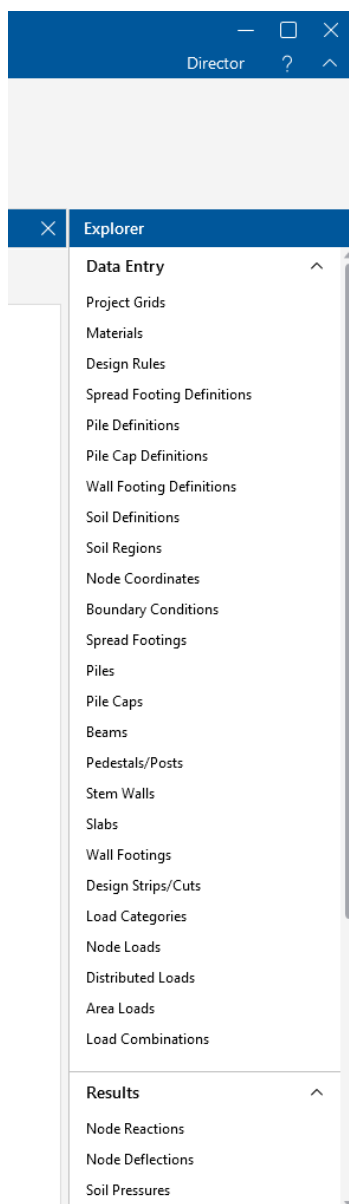 Director ?
Explorer
Data Entry
Project Grids
Materials
Design Rules
Spread Footing Definitions
Pile Definitions
Pile Cap Definitions
Wall Footing Definitions
Soil Definitions
Soil Regions
Node Coordinates
Boundary Conditions
Spread Footings
Piles
Pile Caps
Beams
Pedestals/Posts
Stem Walls
Slabs
Wall Footings
Design Strips/Cuts
Load Categories
Node Loads
Distributed Loads
Area Loads
Load Combinations
Results
Node Reactions
Node Deflections
Soil Pressures